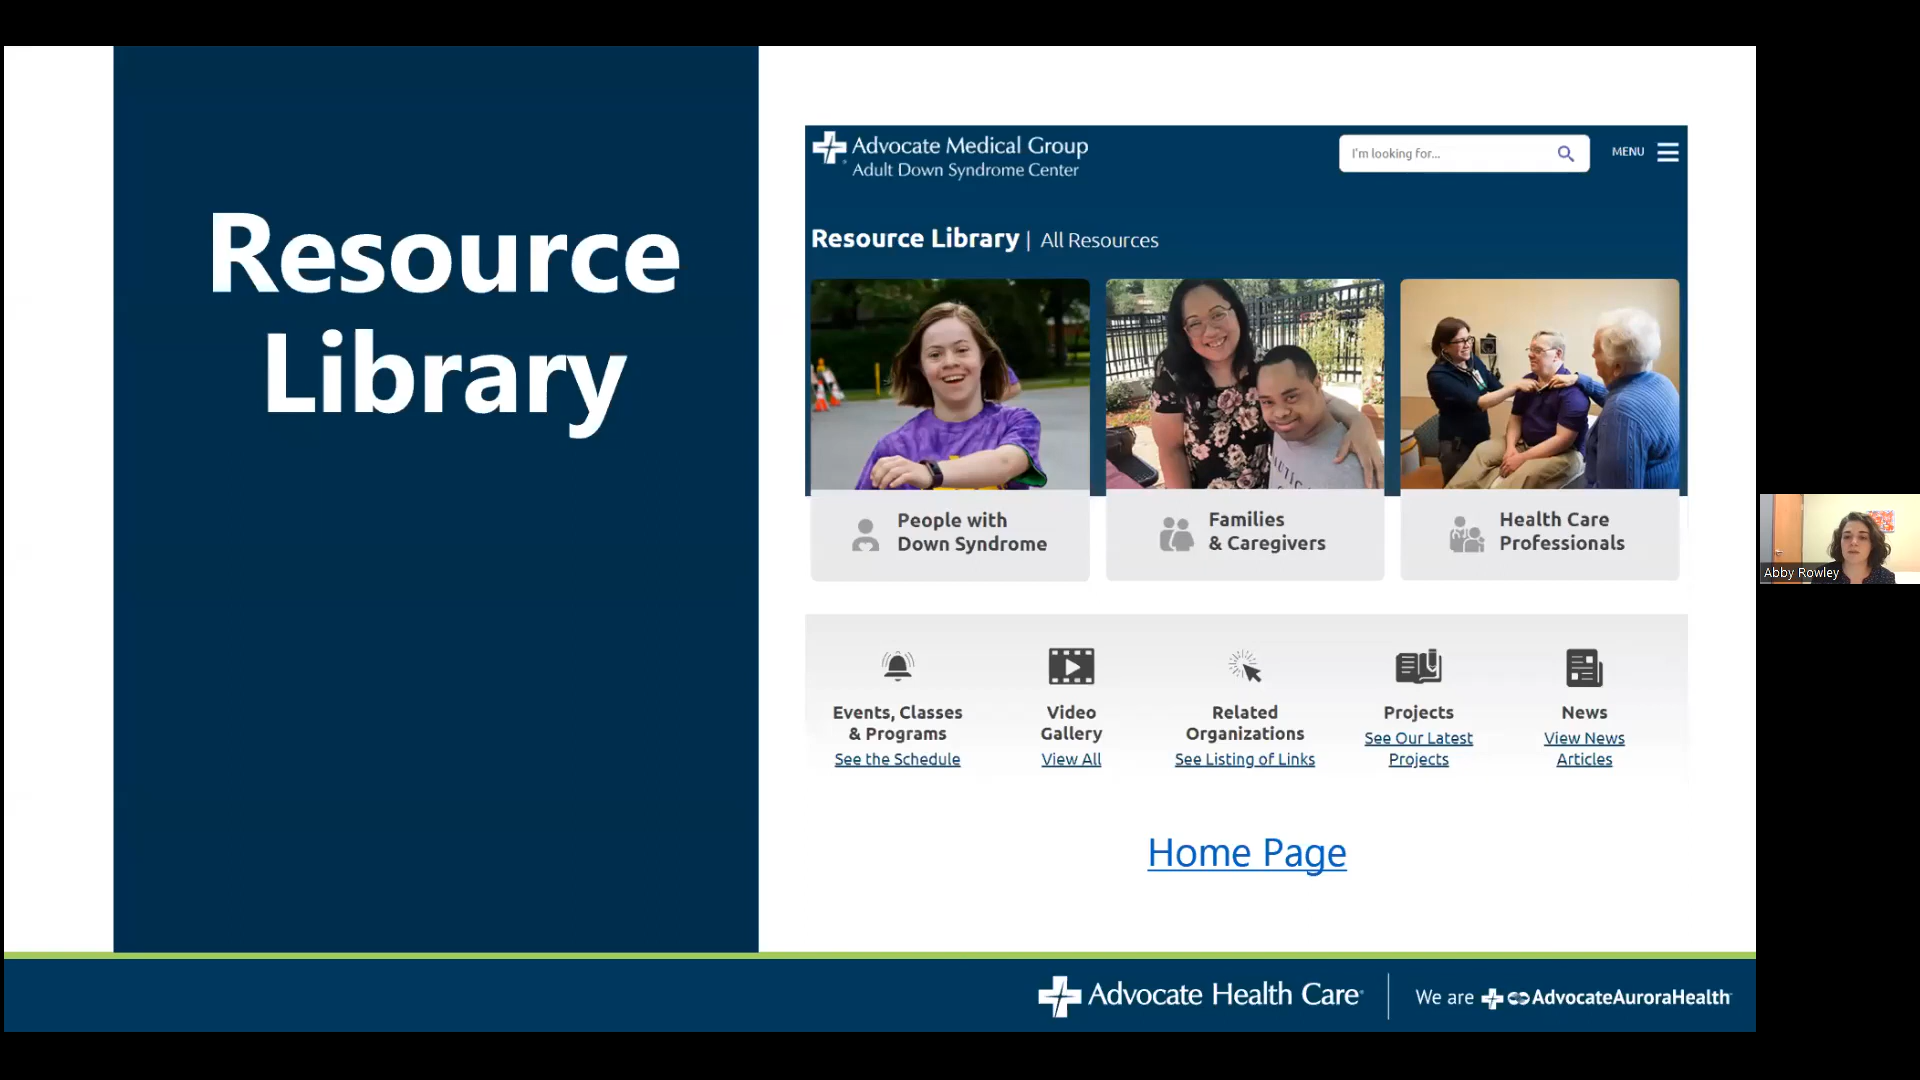 Resource
Library
Advocate Medical Group
Adult Down Syndrome Center
I'm looking for...
MENU
Resource Library | All Resources
People with
Down Syndrome
Families
& Caregivers
Health Care
Professionals
Events, Classes
& Programs
See the Schedule
Video
Gallery
View All
Related
Organizations
See Listing of Links
Projects
See Our Latest
Projects
News
View News
Articles
Home Page
Advocate Health Care
We are AdvocateAuroraHealth
Abby Rowley